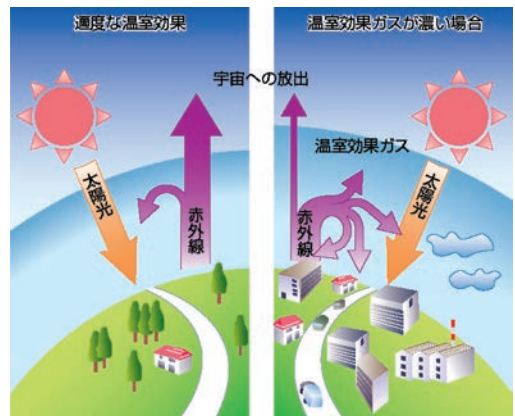 適度な温室効果
温室効果ガスが濃い場合
宇宙への放出
温室効果ガス
太陽光
赤外線
赤外線
太陽光